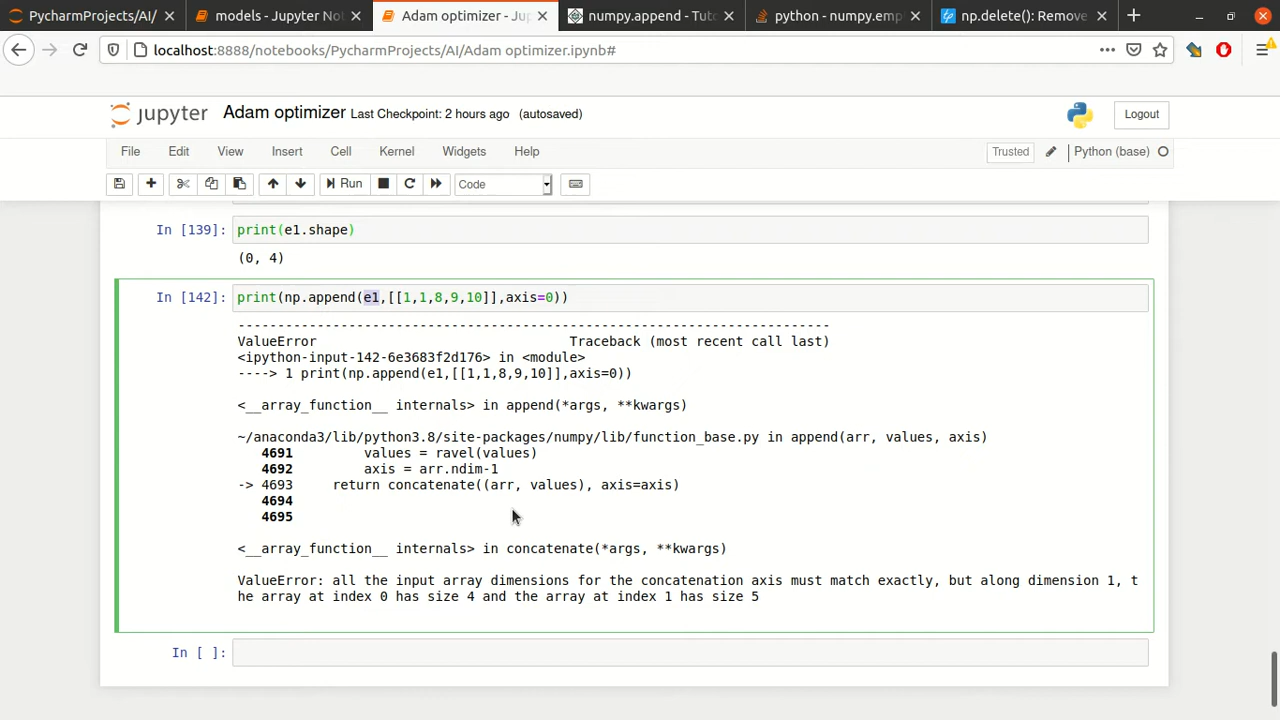 PycharmProjects/AI/
models - Jupyter Not
Adam optimizer - Jup
numpy.append - Tuto
python - numpy.emp
np.delete(): Remove
localhost:8888/notebooks/PycharmProjects/AI/Adam optimizer.ipynb#
jupyter Adam optimizer Last Checkpoint: 2 hours ago (autosaved)
Logout
File Edit View Insert Cell Kernel Widgets Help Trusted Python (base)
Run Code
In [139]: print(e1.shape)
(0, 4)
In [142]: print(np.append(e1,[[1,1,8,9,10]],axis=0))
---------------------------------------------------------------------------
ValueError Traceback (most recent call last)
<ipython-input-142-6e3683f2d176> in <module>
----> 1 print(np.append(e1,[[1,1,8,9,10]],axis=0))
<__array_function__ internals> in append(*args, **kwargs)
~/anaconda3/lib/python3.8/site-packages/numpy/lib/function_base.py in append(arr, values, axis)
4691 values = ravel(values)
4692 axis = arr.ndim-1
-> 4693 return concatenate((arr, values), axis=axis)
4694
4695
<__array_function__ internals> in concatenate(*args, **kwargs)
ValueError: all the input array dimensions for the concatenation axis must match exactly, but along dimension 1, t
he array at index 0 has size 4 and the array at index 1 has size 5
In [ ]: